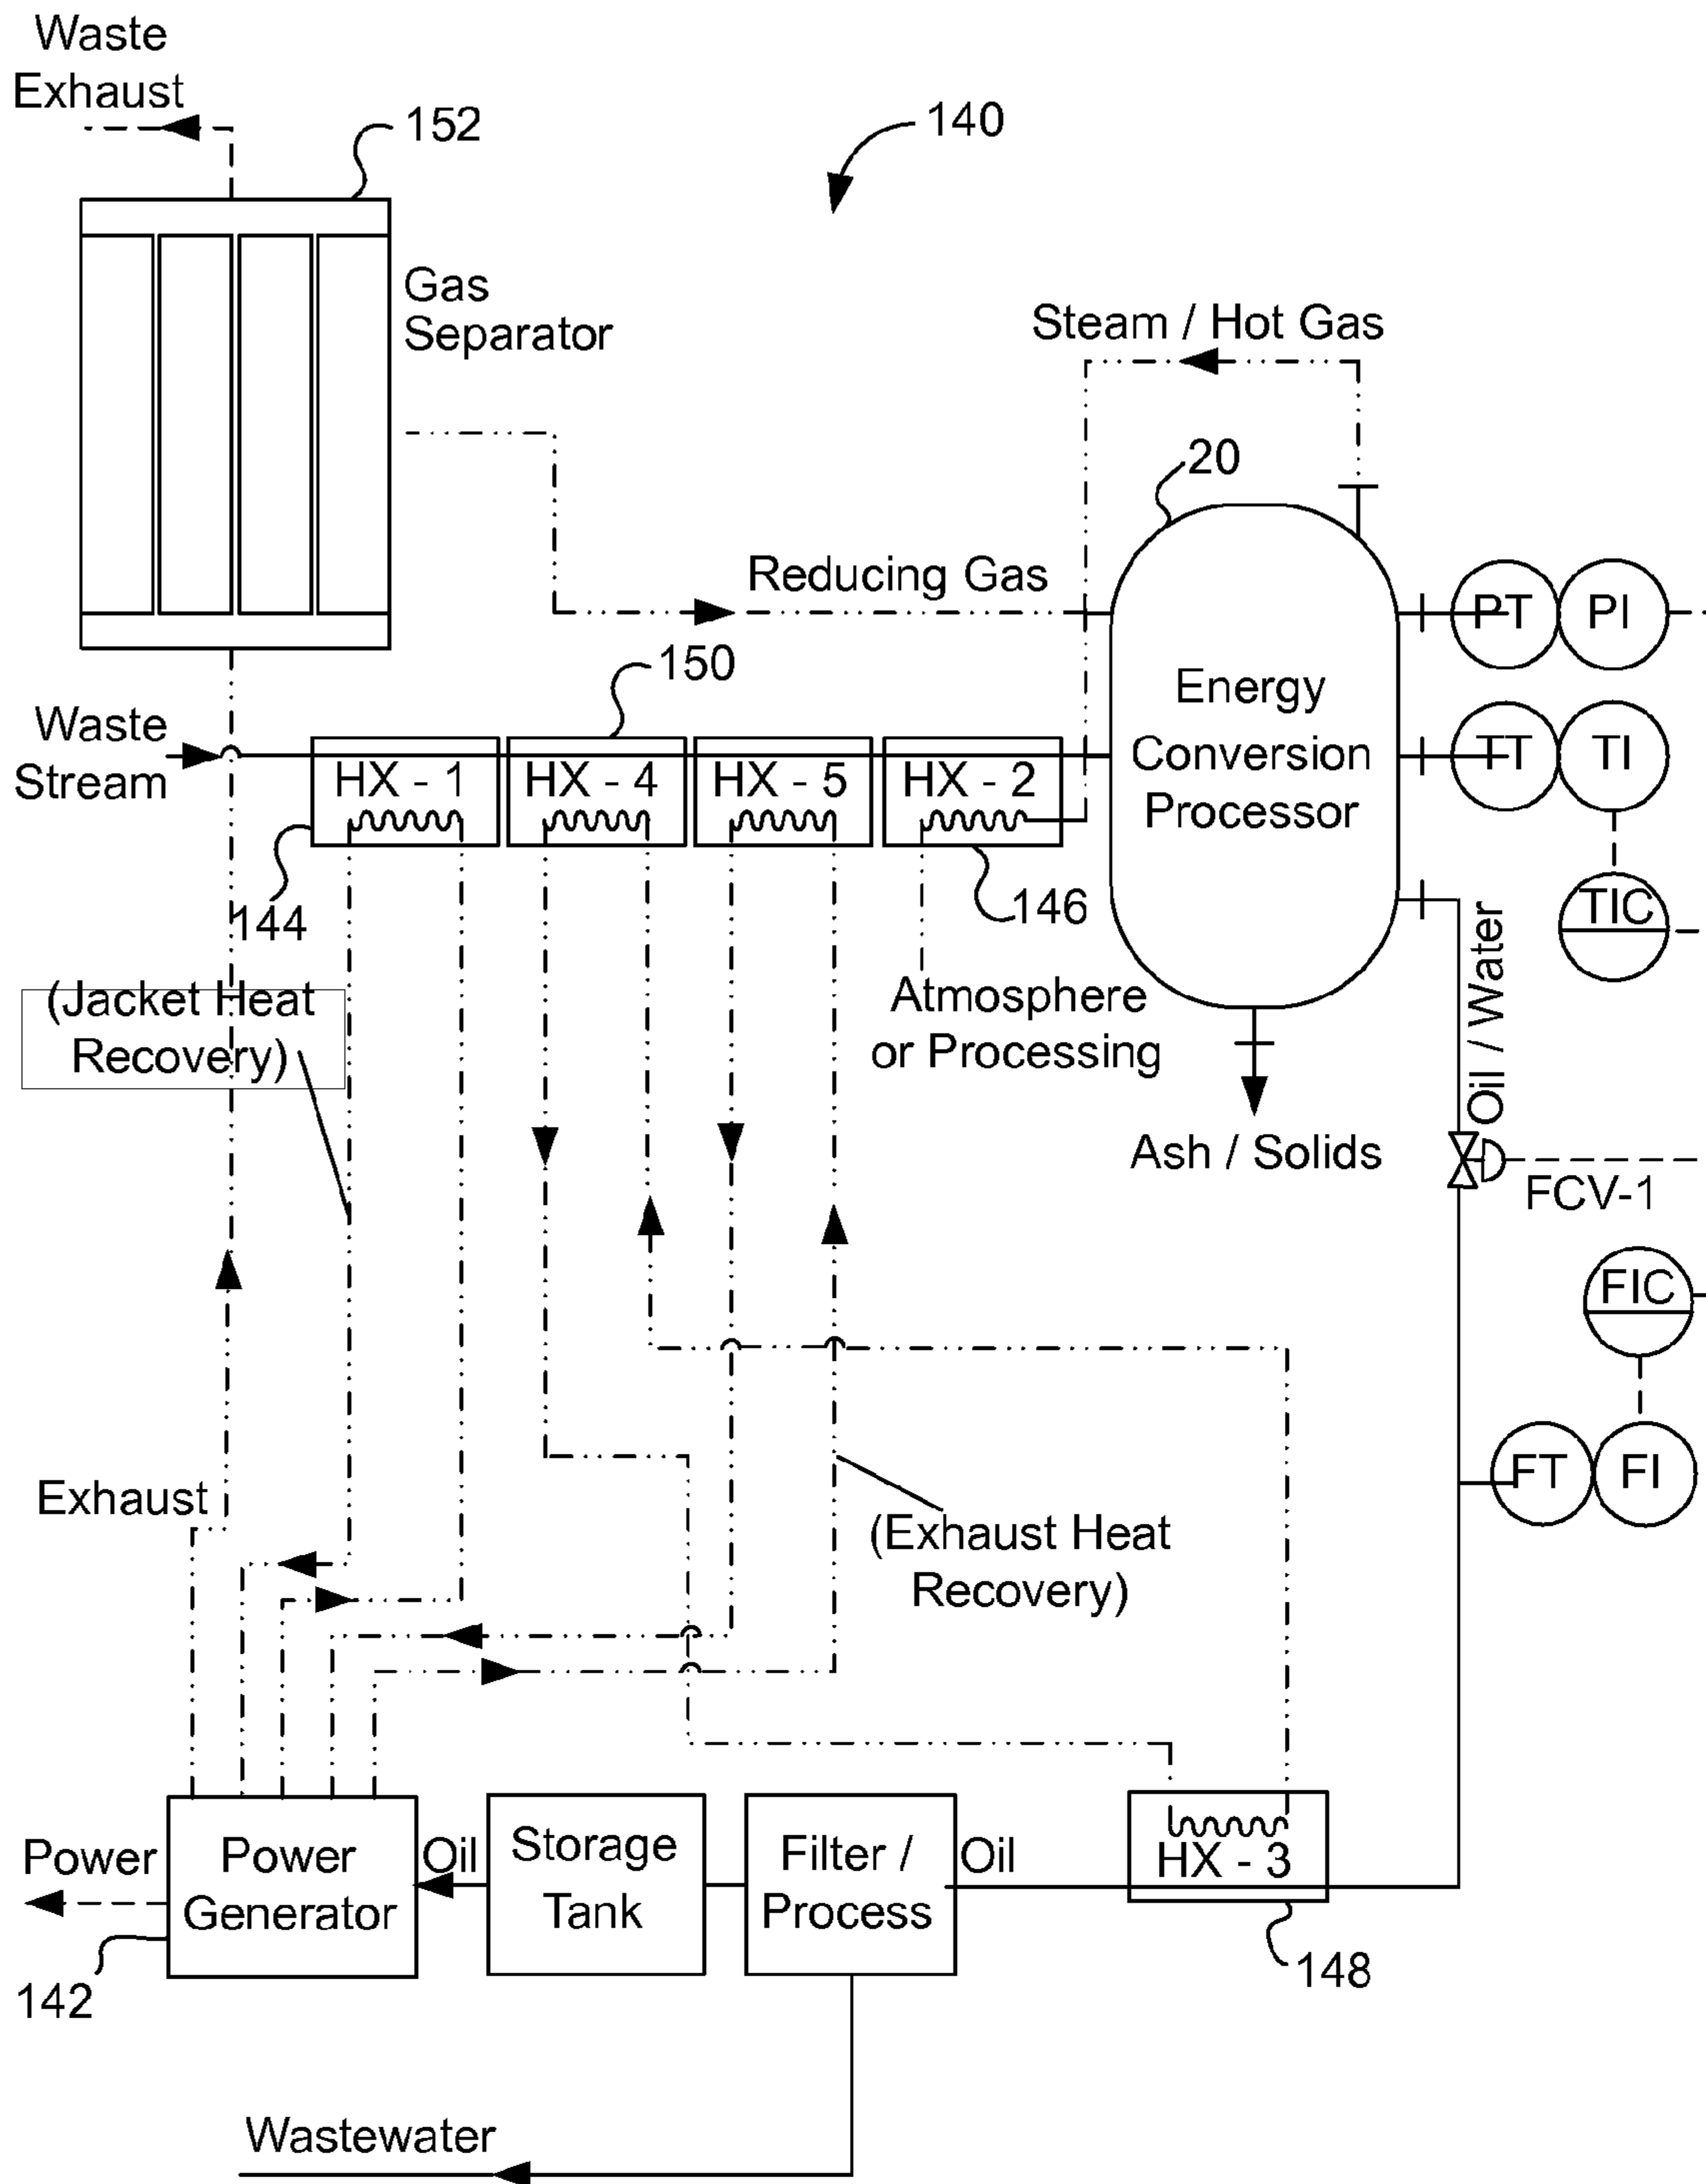 Waste
Exhaust
152
140
Gas
Separator
Steam / Hot Gas
20
Reducing Gas
PT
PI
150
Waste
Stream
HX - 1
HX - 4
HX - 5
HX - 2
Energy
Conversion
Processor
TT
TI
144
146
TIC
(Jacket Heat
Recovery)
Atmosphere
or Processing
Oil / Water
Ash / Solids
FCV-1
FIC
Exhaust
FT
FI
(Exhaust Heat
Recovery)
Power
Power
Generator
Oil
Storage
Tank
Filter /
Process
Oil
HX - 3
142
148
Wastewater